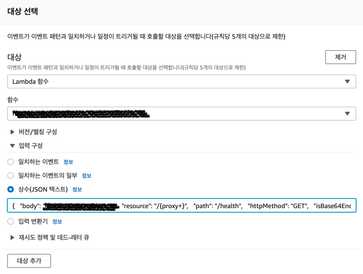 대상 선택
이벤트가 이벤트 패턴과 일치하거나 일정이 트리거될 때 호출할 대상을 선택합니다(규칙당 5개의 대상으로 제한)
대상
제거
이벤트가 이벤트 패턴과 일치하거나 일정이 트리거될 때 호출할 대상을 선택합니다(규칙당 5개의 대상으로 제한)
Lambda 함수
함수
버전/별칭 구성
입력 구성
일치하는 이벤트 정보
일치하는 이벤트의 일부 정보
상수(JSON 텍스트) 정보
{ "body": "resource": "/{proxy+}", "path": "/health", "httpMethod": "GET", "isBase64Enc
입력 변환기 정보
재시도 정책 및 데드-레터 큐
대상 추가